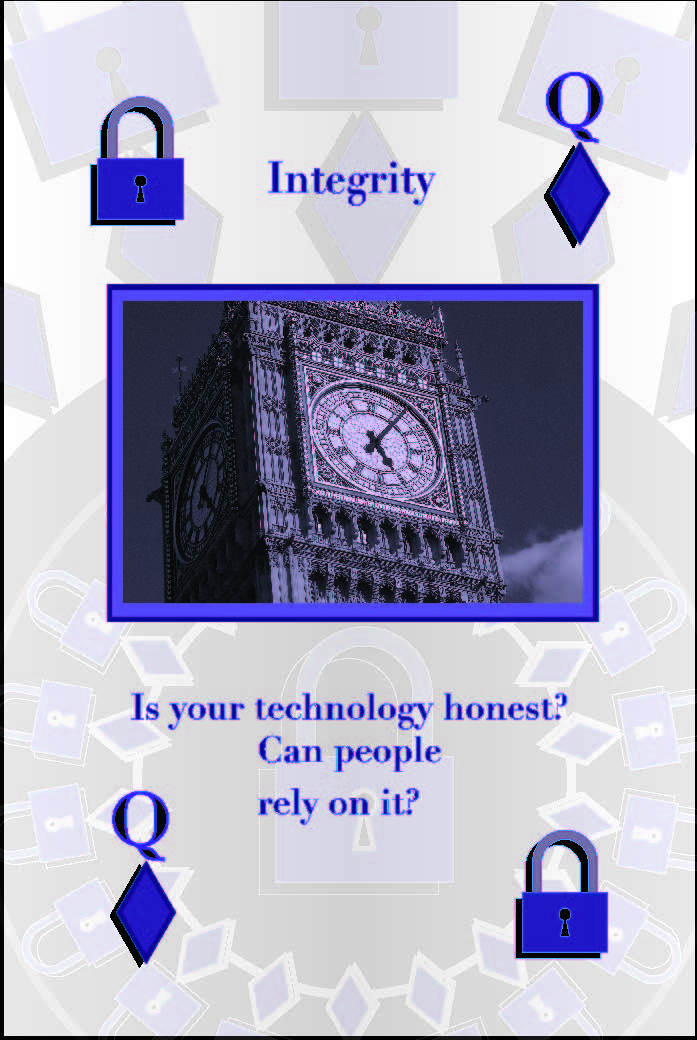 Q
Integrity
Is your technology honest?
Can people
rely on it?
Q